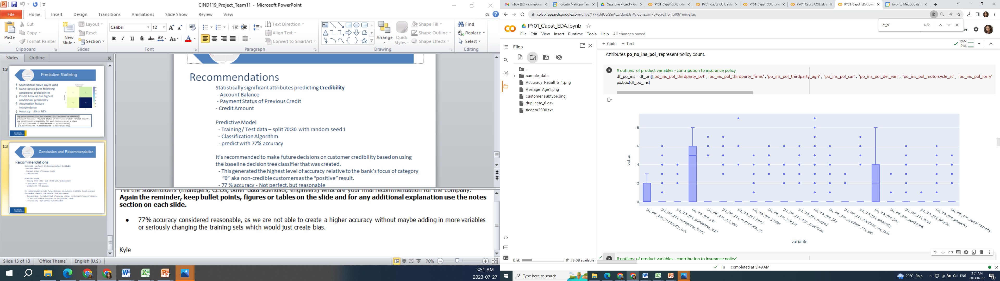 CIND119_Project_Team11 - Microsoft PowerPoint
File Home Insert Design Transitions Animations Slide Show Review View
Paste
Cut
Copy
Format Painter
Clipboard
New Slide
Layout
Reset
Section
Slides
Calibri 12
Font
Text Direction
Align Text
Convert to SmartArt
Paragraph
Arrange
Quick Styles
Shape Fill
Shape Outline
Shape Effects
Drawing
Find
Replace
Select
Editing
Slides Outline
12
Predictive Modeling
§ Multinomial Naive Bayes used
§ Naive Bayes gives following conditional probabilities
§ Credit Amount has highest conditional probability
§ Assumption feature independence
§ Accuracy - .65 or 65%
13
Conclusion and Recommendation
Recommendations
Statistically significant attributes predicting Credibility
- Account Balance
- Payment Status of Previous Credit
- Credit Amount
Predictive Model
- Training / Test data – split 70:30 with random seed 1
- Classification Algorithm
- predict with 77% accuracy
It's recommended to make future decisions on customer credibility based on using
the baseline decision tree classifier that was created.
- This generated the highest level of accuracy relative to the bank's focus of category
"0" aka non-credible customers as the "positive" result.
- 77 % accuracy - Not perfect, but reasonable
Tell the stakeholders (managers, CEOs, other data scientists, engineers) what are your final recommendation for the company.
Again the reminder, keep bullet points, figures or tables on the slide and for any additional explanation use the notes
section on each slide.
• 77% accuracy considered reasonable, as we are not able to create a higher accuracy without maybe adding in more variables
or seriously changing the training sets which would just create bias.
Kyle
Slide 13 of 13 "Office Theme" English (U.S.) 70%
3:51 AM
2023-07-27
Inbox (86) - swijesoor
Toronto Metropolitan
Capstone Project - Go
PY01_Capst_COIL_skle
PY01_Capst_COIL_skle
PY01_Capst_COIL_skle
PY01_Capst_COIL_skle
PY01_Capst_EDA.ipynb
Toronto Metropolitan
colab.research.google.com/drive/1FP7s6fUqGSjALz7danLJs-WiophZUmPp#scrollTo=fxl061mme1ac
df_cr 1/22
PY01_Capst_EDA.ipynb
File Edit View Insert Runtime Tools Help All changes saved
Files
+ Code + Text
RAM
Disk
..
sample_data
Accuracy_Recall_b_1.png
Average_Age1.png
customer subtype.png
duplicate_6.csv
ticdata2000.txt
Disk 81.78 GB available
Attributes po_no_ins_pol_ represent policy count.
# outliers of product variables - contribution to insurance policy
df_po_ins = df_ori[['po_ins_pol_thirdparty_pvt','po_ins_pol_thirdparty_firms','po_ins_pol_thirdparty_agri', 'po_ins_pol_car', 'po_ins_pol_del_van', 'po_ins_pol_motorcycle_sc', 'po_ins_pol_lorry'
px.box(df_po_ins)
value
8
6
4
2
0
po_ins_pol_thirdparty_pvt
po_ins_pol_thirdparty_firms
po_ins_pol_thirdparty_agri
po_ins_pol_car
po_ins_pol_del_van
po_ins_pol_motorcycle_sc
po_ins_pol_lorry
po_ins_pol_trailer
po_ins_pol_tractor
po_ins_pol_agri_machines
po_ins_pol_moped
po_ins_pol_life
po_ins_pol_accident_ins_pvt
po_ins_pol_accident_ins_fam
po_ins_pol_disability
po_ins_pol_fire
po_ins_pol_surfboard
po_ins_pol_boat
po_ins_pol_bicycle
po_ins_pol_property
po_ins_pol_social security
variable
# outliers of product variables - contribution to insurance policy'
1s completed at 3:49 AM
Type here to search
22°C Rain
ENG
3:51 AM
2023-07-27